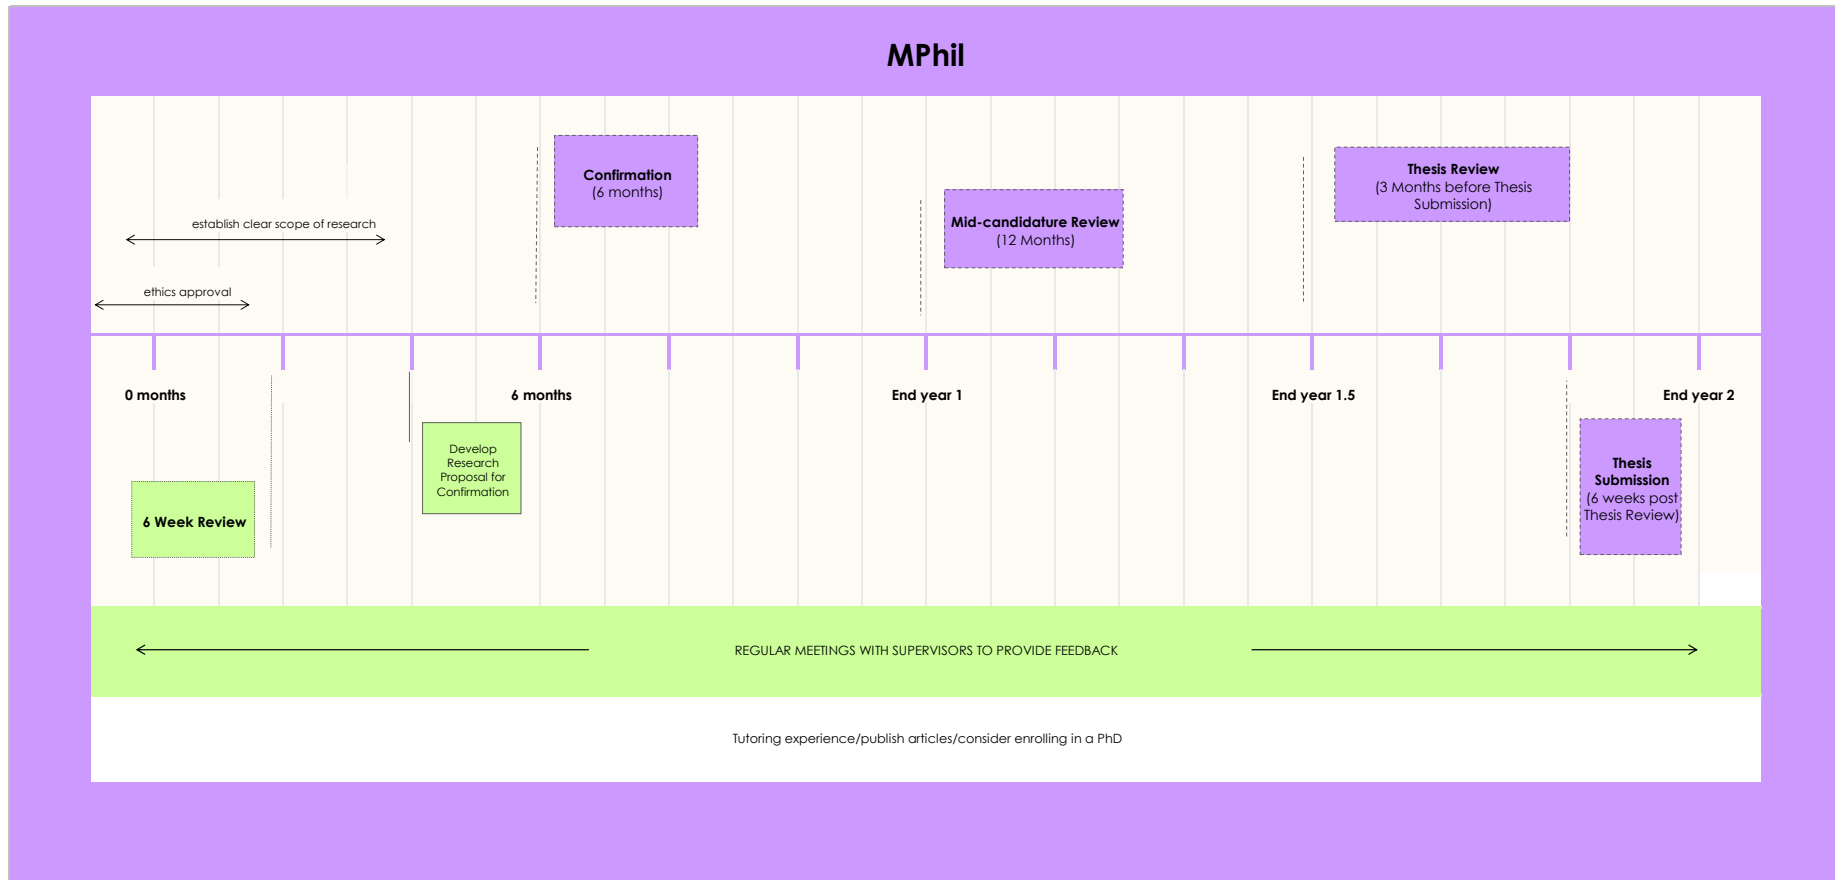 MPhil
Confirmation
(6 months)
Thesis Review
(3 Months before Thesis
Submission)
Mid-candidature Review
(12 Months)
establish clear scope of research
ethics approval
0 months
6 months
End year 1
End year 1.5
End year 2
Develop
Research
Proposal for
Confirmation
6 Week Review
Thesis
Submission
(6 weeks post
Thesis Review)
REGULAR MEETINGS WITH SUPERVISORS TO PROVIDE FEEDBACK
Tutoring experience/publish articles/consider enrolling in a PhD